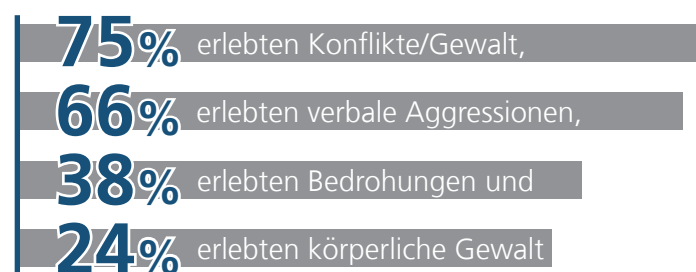 75% erlebten Konflikte/Gewalt,
66% erlebten verbale Aggressionen,
38% erlebten Bedrohungen und
24% erlebten körperliche Gewalt